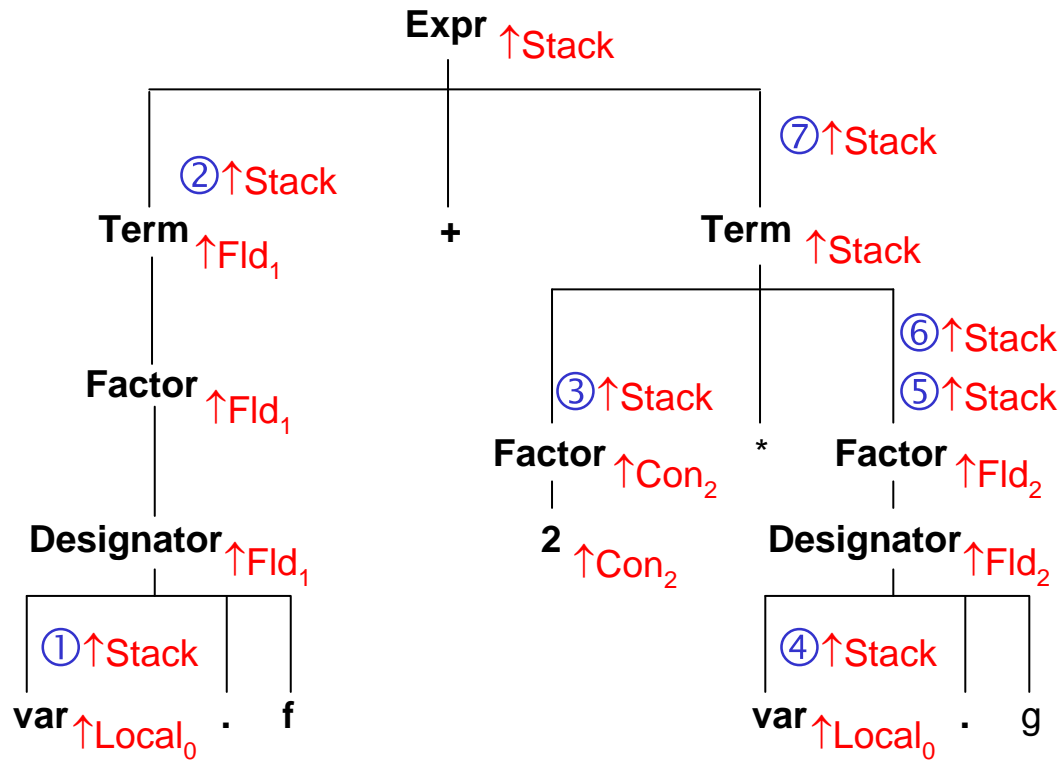 Expr ↑Stack
② ↑Stack
⑦ ↑Stack
Term ↑Fld₁
+
Term ↑Stack
⑥ ↑Stack
Factor ↑Fld₁
③ ↑Stack
⑤ ↑Stack
Factor ↑Con₂
*
Factor ↑Fld₂
Designator ↑Fld₁
2 ↑Con₂
Designator ↑Fld₂
① ↑Stack
④ ↑Stack
var ↑Local₀ . f
var ↑Local₀ . g